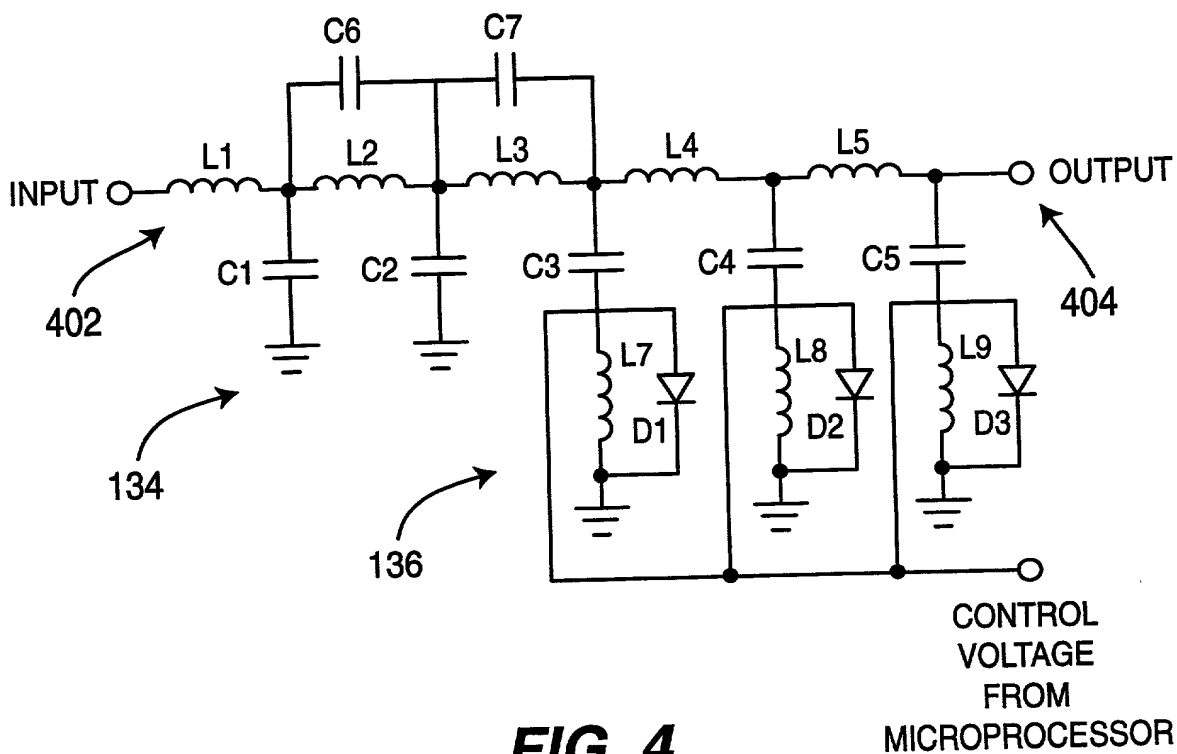 C6
C7
L1
L2
L3
L4
L5
INPUT
OUTPUT
C1
C2
C3
C4
C5
402
404
L7
L8
L9
D1
D2
D3
134
136
CONTROL
VOLTAGE
FROM
MICROPROCESSOR
FIG. 4